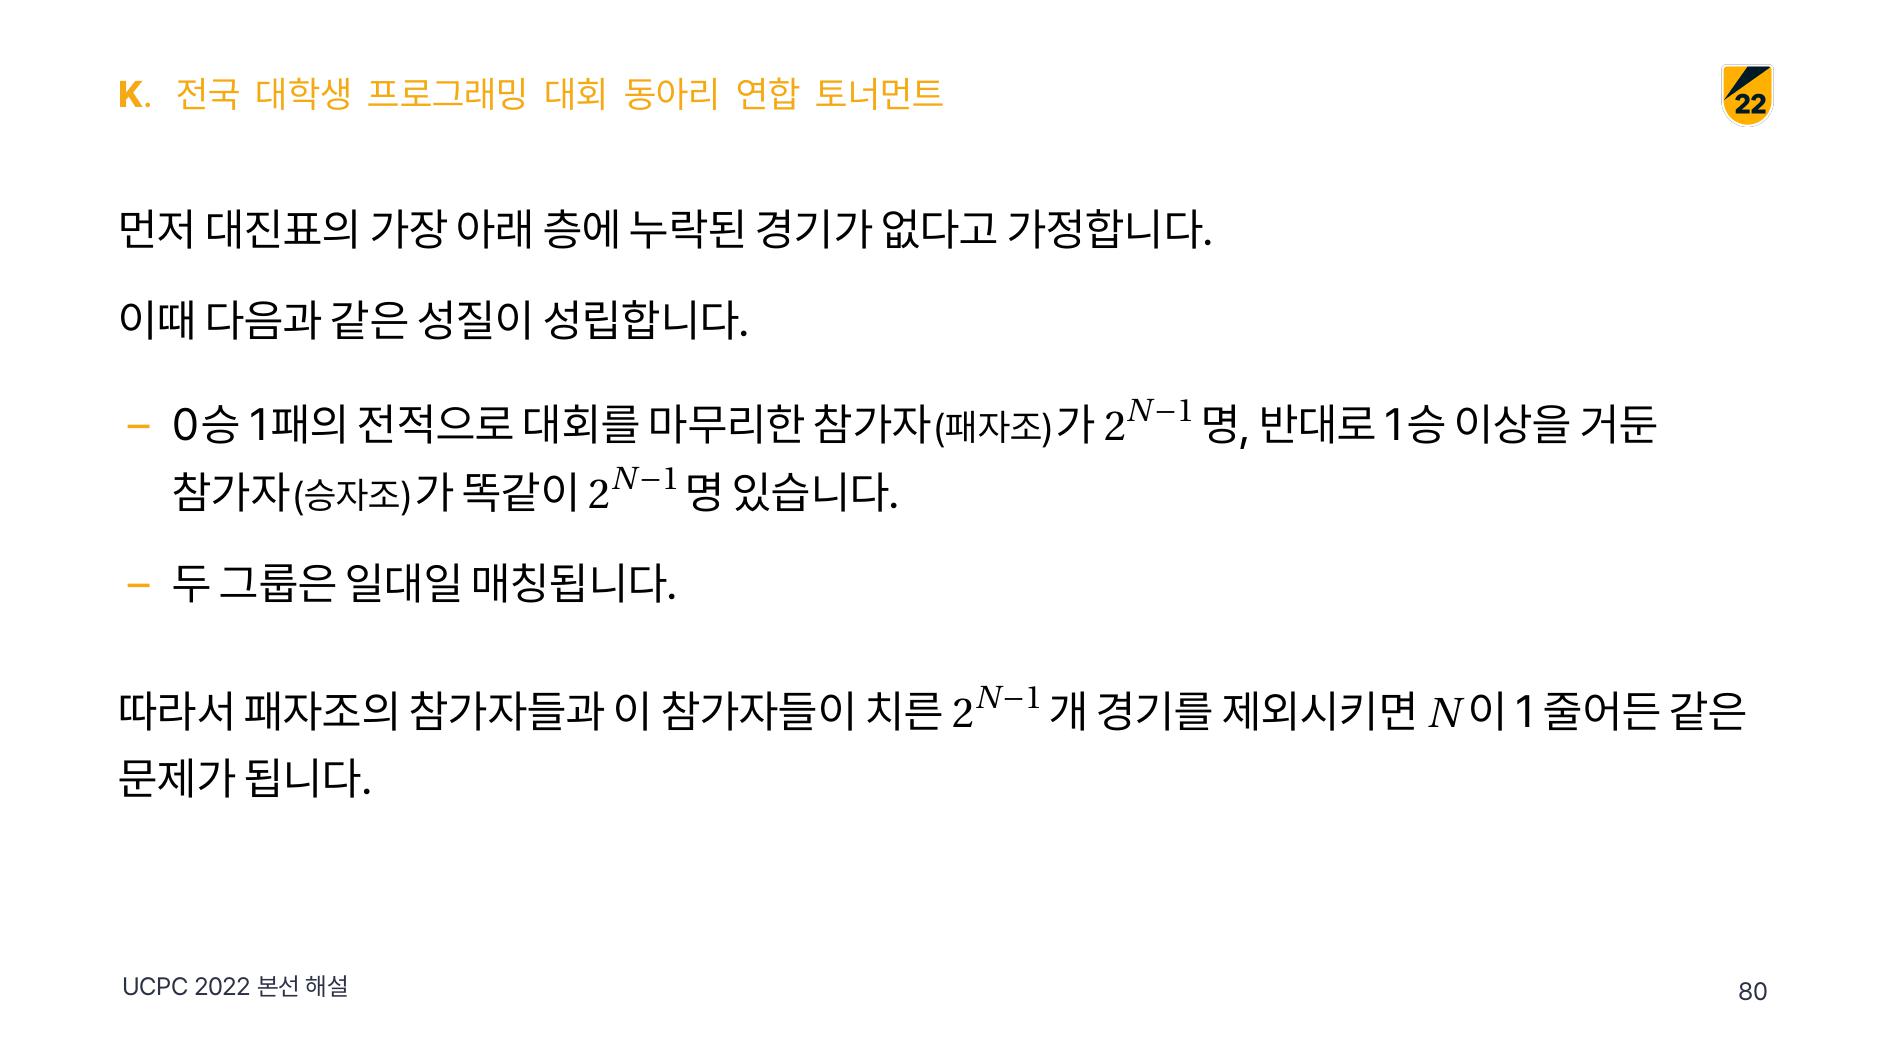 K. 전국 대학생 프로그래밍 대회 동아리 연합 토너먼트
22
먼저 대진표의 가장 아래 층에 누락된 경기가 없다고 가정합니다.
이때 다음과 같은 성질이 성립합니다.
– 0승 1패의 전적으로 대회를 마무리한 참가자(패자조)가 2^{N−1}명, 반대로 1승 이상을 거둔
참가자(승자조)가 똑같이 2^{N−1}명 있습니다.
– 두 그룹은 일대일 매칭됩니다.
따라서 패자조의 참가자들과 이 참가자들이 치른 2^{N−1}개 경기를 제외시키면 N이 1 줄어든 같은
문제가 됩니다.
UCPC 2022 본선 해설
80